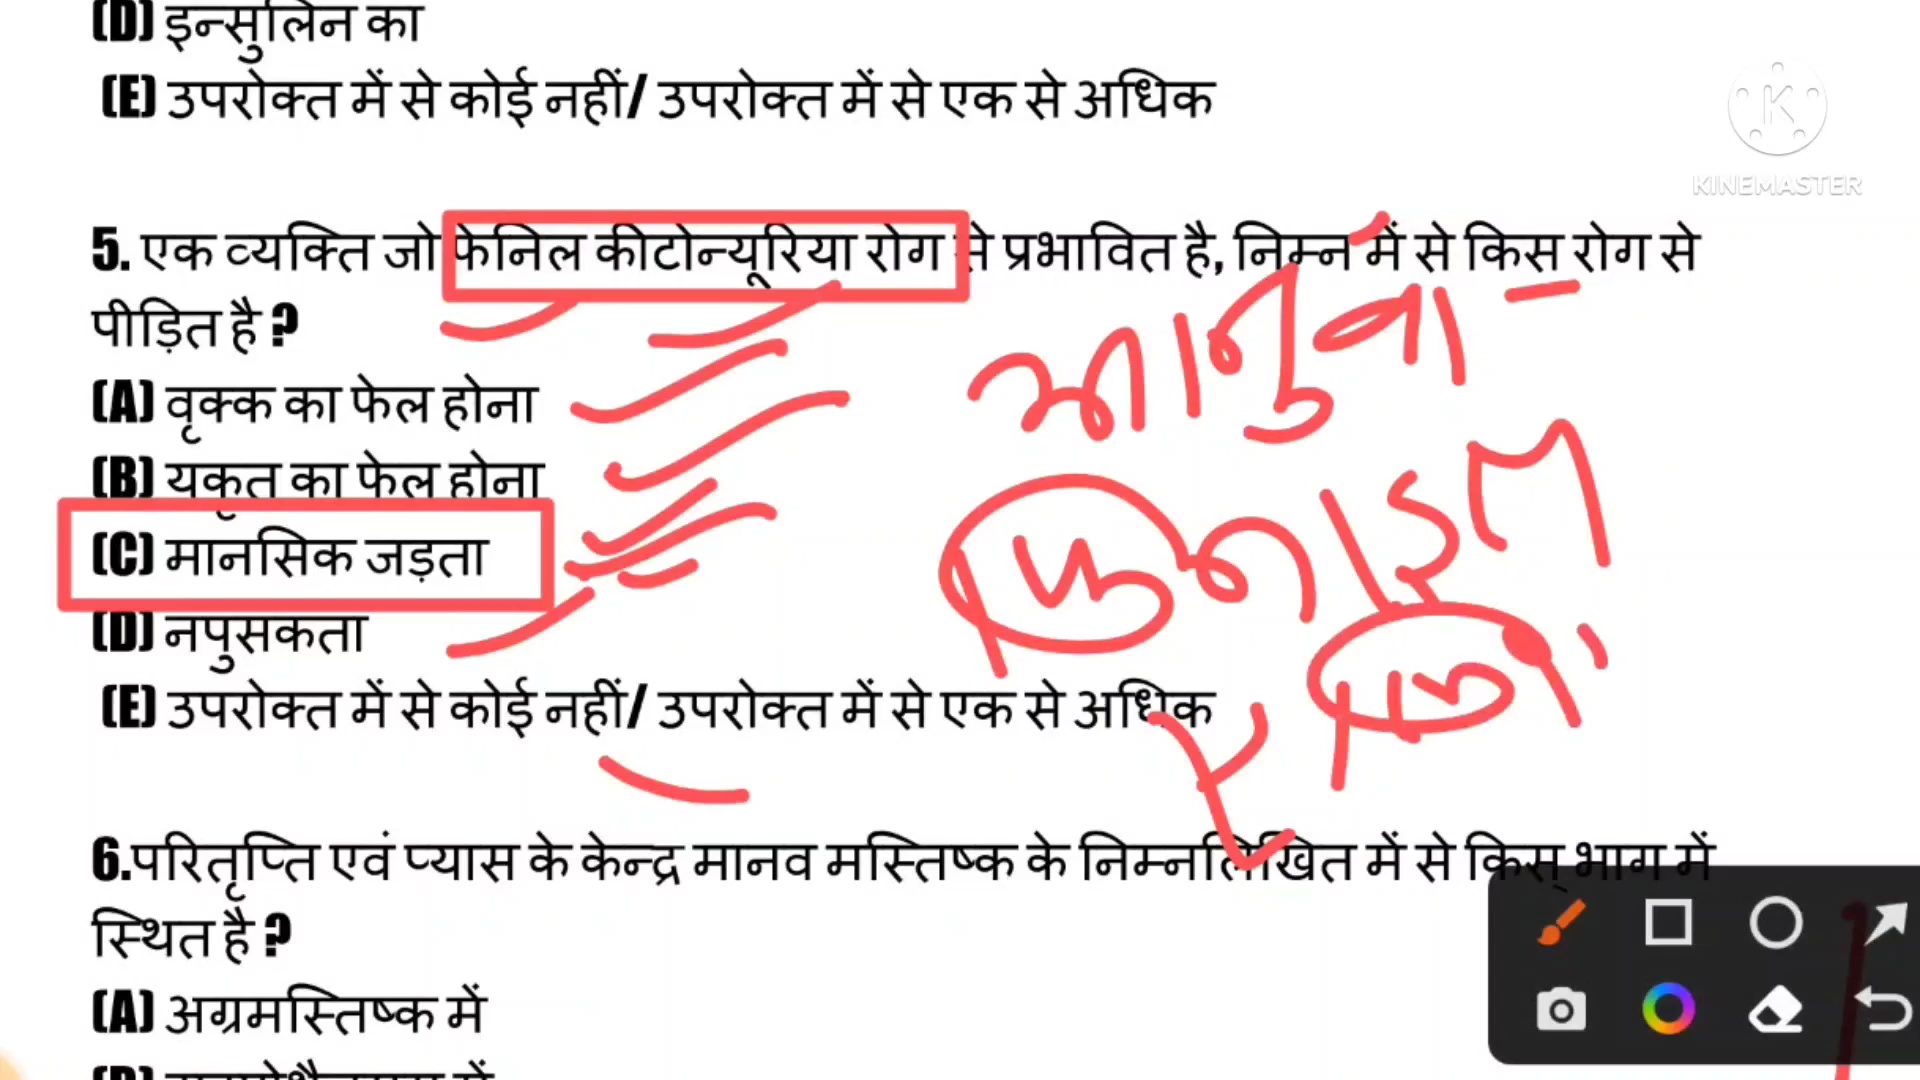 (D) इन्सुलिन का
(E) उपरोक्त में से कोई नहीं/ उपरोक्त में से एक से अधिक
KINEMASTER
5. एक व्यक्ति जो फेनिल कीटोन्यूरिया रोग से प्रभावित है, निम्न में से किस रोग से
पीड़ित है ?
(A) वृक्क का फेल होना
(B) यकृत का फेल होना
(C) मानसिक जड़ता
(D) नपुसकता
(E) उपरोक्त में से कोई नहीं/ उपरोक्त में से एक से अधिक
6.परितृप्ति एवं प्यास के केन्द्र मानव मस्तिष्क के निम्नलिखित में से किस भाग में
स्थित है ?
(A) अग्रमस्तिष्क में